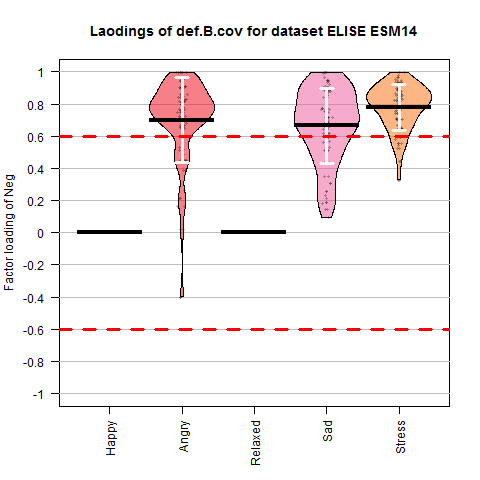 Laodings of def.B.cov for dataset ELISE ESM14
Factor loading of Neg
1
0.8
0.6
0.4
0.2
0
-0.2
-0.4
-0.6
-0.8
-1
Happy
Angry
Relaxed
Sad
Stress